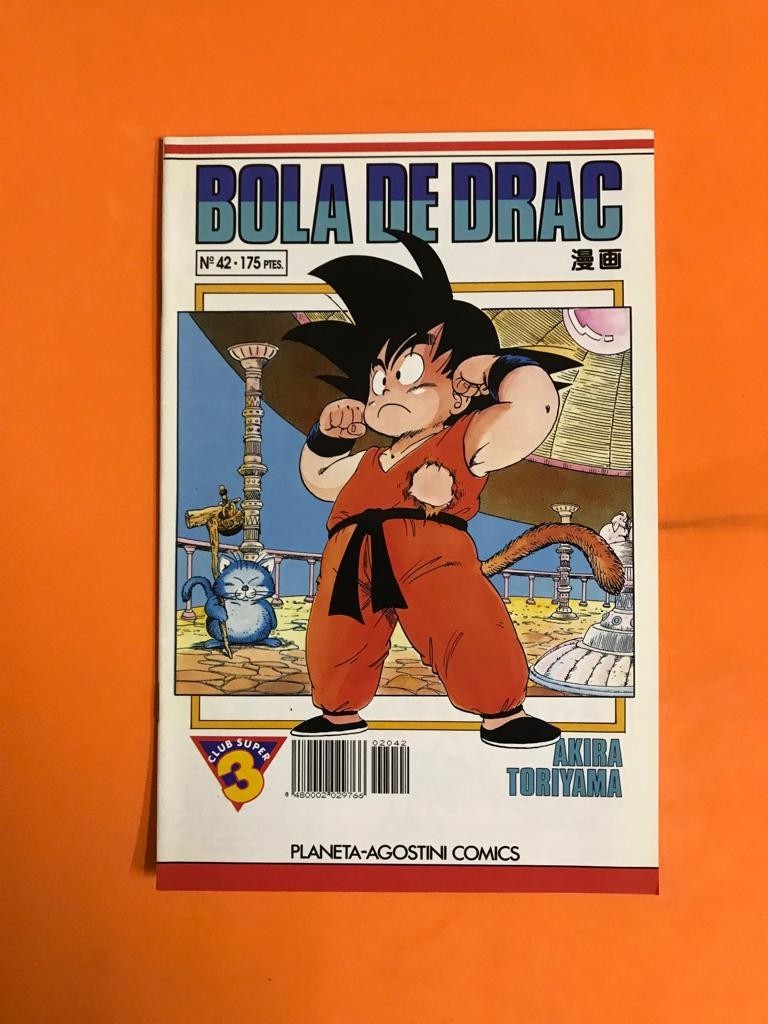 BOLA DE DRAC
Nº 42 · 175 PTES.
漫画
CLUB SUPER
3
02042
8 480002 029766
AKIRA
TORIYAMA
PLANETA-AGOSTINI COMICS